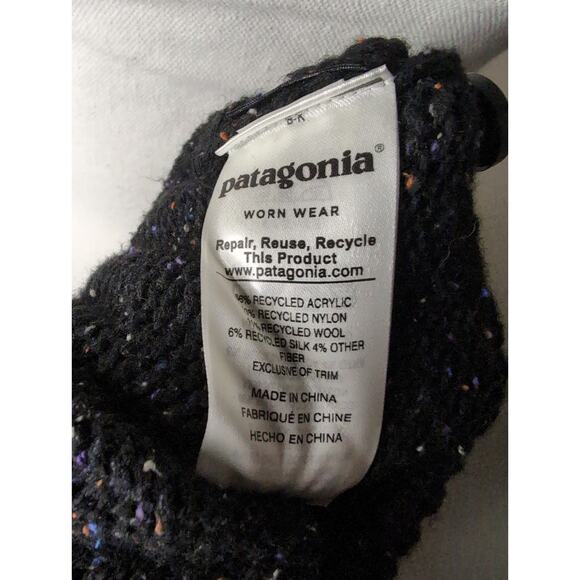 B-K
patagonia®
WORN WEAR
Repair, Reuse, Recycle
This Product
www.patagonia.com
RECYCLED ACRYLIC
RECYCLED NYLON
RECYCLED WOOL
6% RECYCLED SILK 4% OTHER
FIBER
EXCLUSIVE OF TRIM
MADE IN CHINA
FABRIQUÉ EN CHINE
HECHO EN CHINA